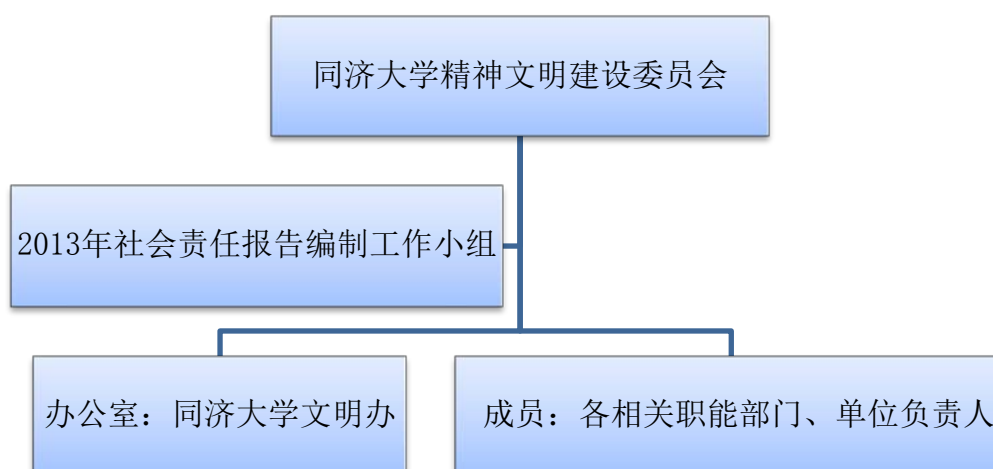 同济大学精神文明建设委员会
2013年社会责任报告编制工作小组
办公室：同济大学文明办
成员：各相关职能部门、单位负责人